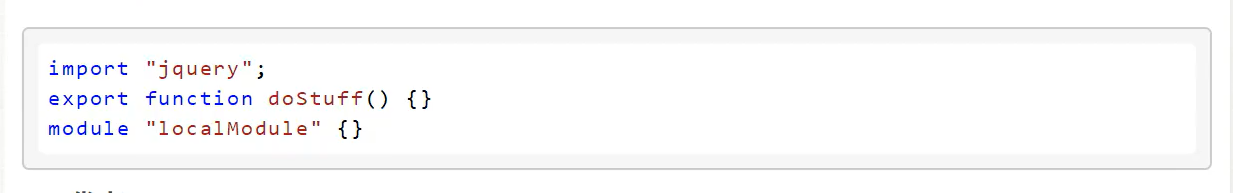 import "jquery";
export function doStuff() {}
module "localModule" {}